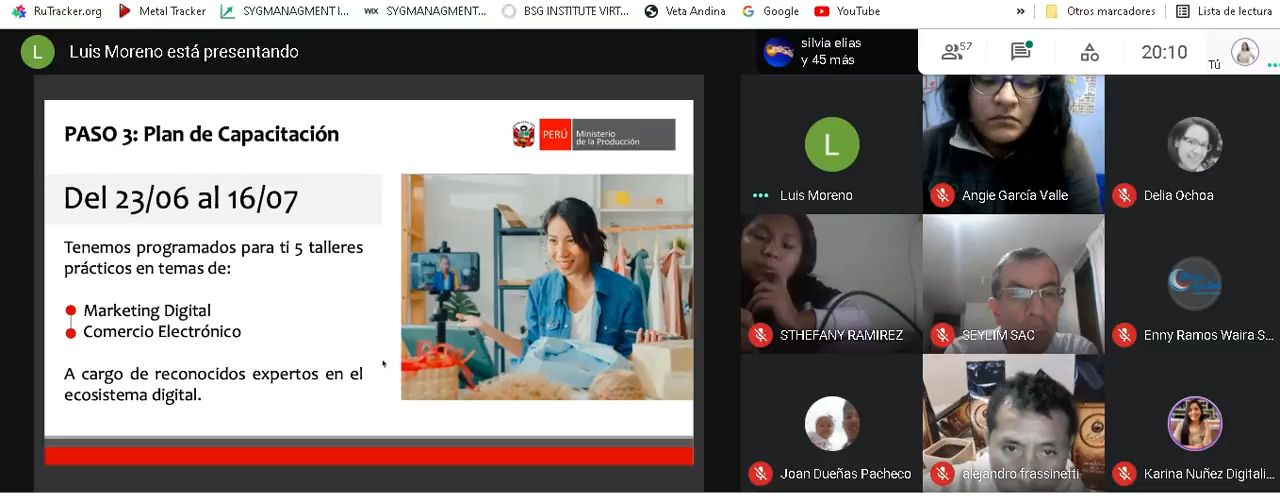 RuTracker.org
Metal Tracker
SYGMANAGMENT I...
WIX
SYGMANAGMENT...
BSG INSTITUTE VIRT...
Veta Andina
Google
YouTube
»
Otros marcadores
Lista de lectura
L
Luis Moreno está presentando
silvia elias
y 45 más
57
20:10
Tú
PASO 3: Plan de Capacitación
PERÚ
Ministerio
de la Producción
Del 23/06 al 16/07
Tenemos programados para ti 5 talleres
prácticos en temas de:
Marketing Digital
Comercio Electrónico
A cargo de reconocidos expertos en el
ecosistema digital.
L
Luis Moreno
Angie García Valle
Delia Ochoa
STHEFANY RAMIREZ
SEYLIM SAC
Enny Ramos Waira S...
Joan Dueñas Pacheco
alejandro frassinetti
Karina Nuñez Digitali...